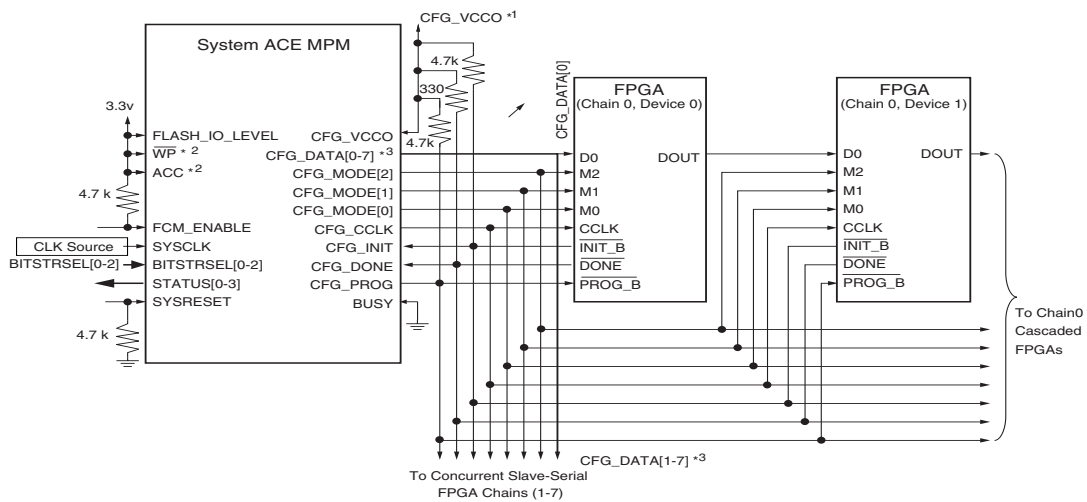 CFG_VCCO *1
System ACE MPM
4.7k
330
4.7k
3.3v
FLASH_IO_LEVEL
WP *2
ACC *2
4.7 k
FCM_ENABLE
CLK Source
SYSCLK
BITSTRSEL[0-2]
BITSTRSEL[0-2]
STATUS[0-3]
SYSRESET
4.7 k
CFG_VCCO
CFG_DATA[0-7] *3
CFG_MODE[2]
CFG_MODE[1]
CFG_MODE[0]
CFG_CCLK
CFG_INIT
CFG_DONE
CFG_PROG
BUSY
CFG_DATA[0]
FPGA
(Chain 0, Device 0)
D0
DOUT
M2
M1
M0
CCLK
INIT_B
DONE
PROG_B
FPGA
(Chain 0, Device 1)
D0
DOUT
M2
M1
M0
CCLK
INIT_B
DONE
PROG_B
To Chain0
Cascaded
FPGAs
CFG_DATA[1-7] *3
To Concurrent Slave-Serial
FPGA Chains (1-7)